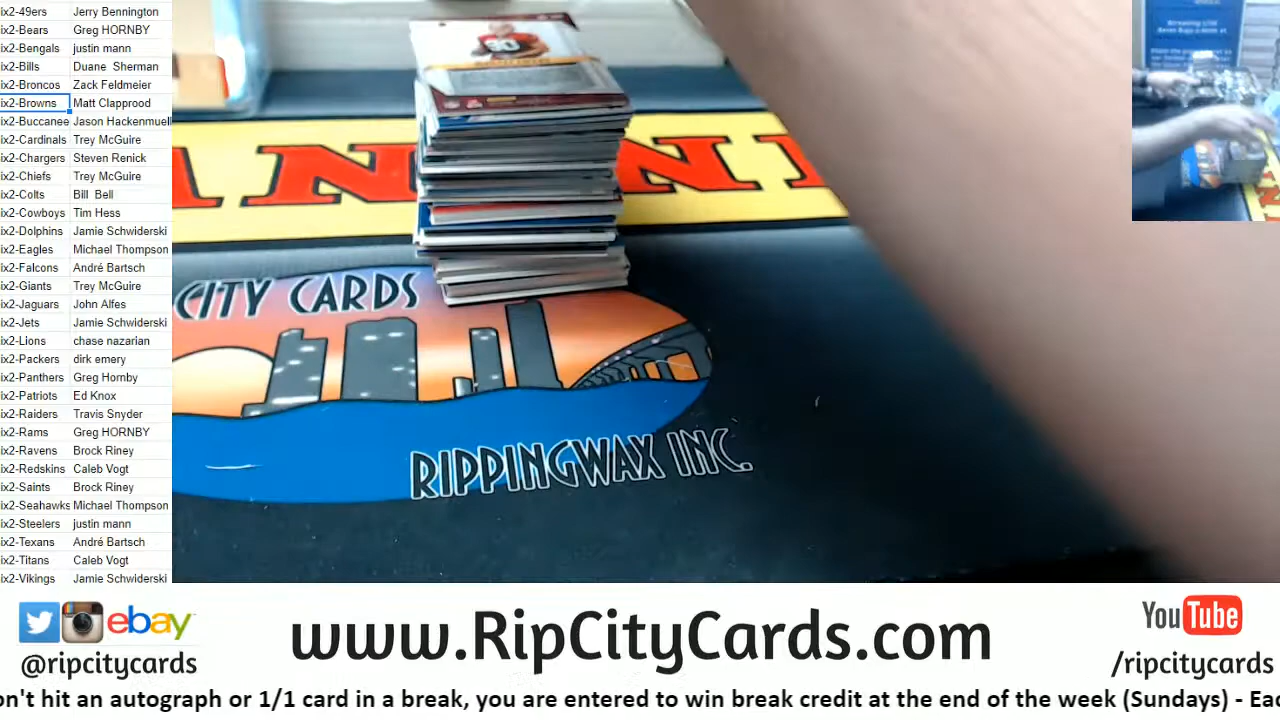 ix2-49ers Jerry Bennington
ix2-Bears Greg HORNBY
ix2-Bengals justin mann
ix2-Bills Duane Sherman
ix2-Broncos Zack Feldmeier
ix2-Browns Matt Clapprood
ix2-Buccanee Jason Hackenmuell
ix2-Cardinals Trey McGuire
ix2-Chargers Steven Renick
ix2-Chiefs Trey McGuire
ix2-Colts Bill Bell
ix2-Cowboys Tim Hess
ix2-Dolphins Jamie Schwiderski
ix2-Eagles Michael Thompson
ix2-Falcons André Bartsch
ix2-Giants Trey McGuire
ix2-Jaguars John Alfes
ix2-Jets Jamie Schwiderski
ix2-Lions chase nazarian
ix2-Packers dirk emery
ix2-Panthers Greg Hornby
ix2-Patriots Ed Knox
ix2-Raiders Travis Snyder
ix2-Rams Greg HORNBY
ix2-Ravens Brock Riney
ix2-Redskins Caleb Vogt
ix2-Saints Brock Riney
ix2-Seahawks Michael Thompson
ix2-Steelers justin mann
ix2-Texans André Bartsch
ix2-Titans Caleb Vogt
ix2-Vikings Jamie Schwiderski
CITY CARDS
RIPPINGWAX INC.
ebay
@ripcitycards
www.RipCityCards.com
YouTube
/ripcitycards
on't hit an autograph or 1/1 card in a break, you are entered to win break credit at the end of the week (Sundays) - Eac